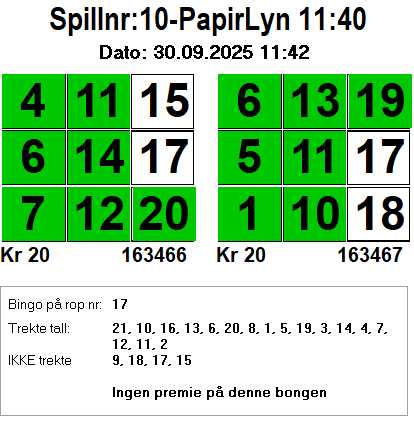 Spillnr:10-PapirLyn 11:40
Dato: 30.09.2025 11:42
4 11 15 6 13 19
6 14 17 5 11 17
7 12 20 1 10 18
Kr 20 163466 Kr 20 163467
Bingo på rop nr: 17
Trekte tall: 21, 10, 16, 13, 6, 20, 8, 1, 5, 19, 3, 14, 4, 7,
12, 11, 2
IKKE trekte 9, 18, 17, 15
Ingen premie på denne bongen